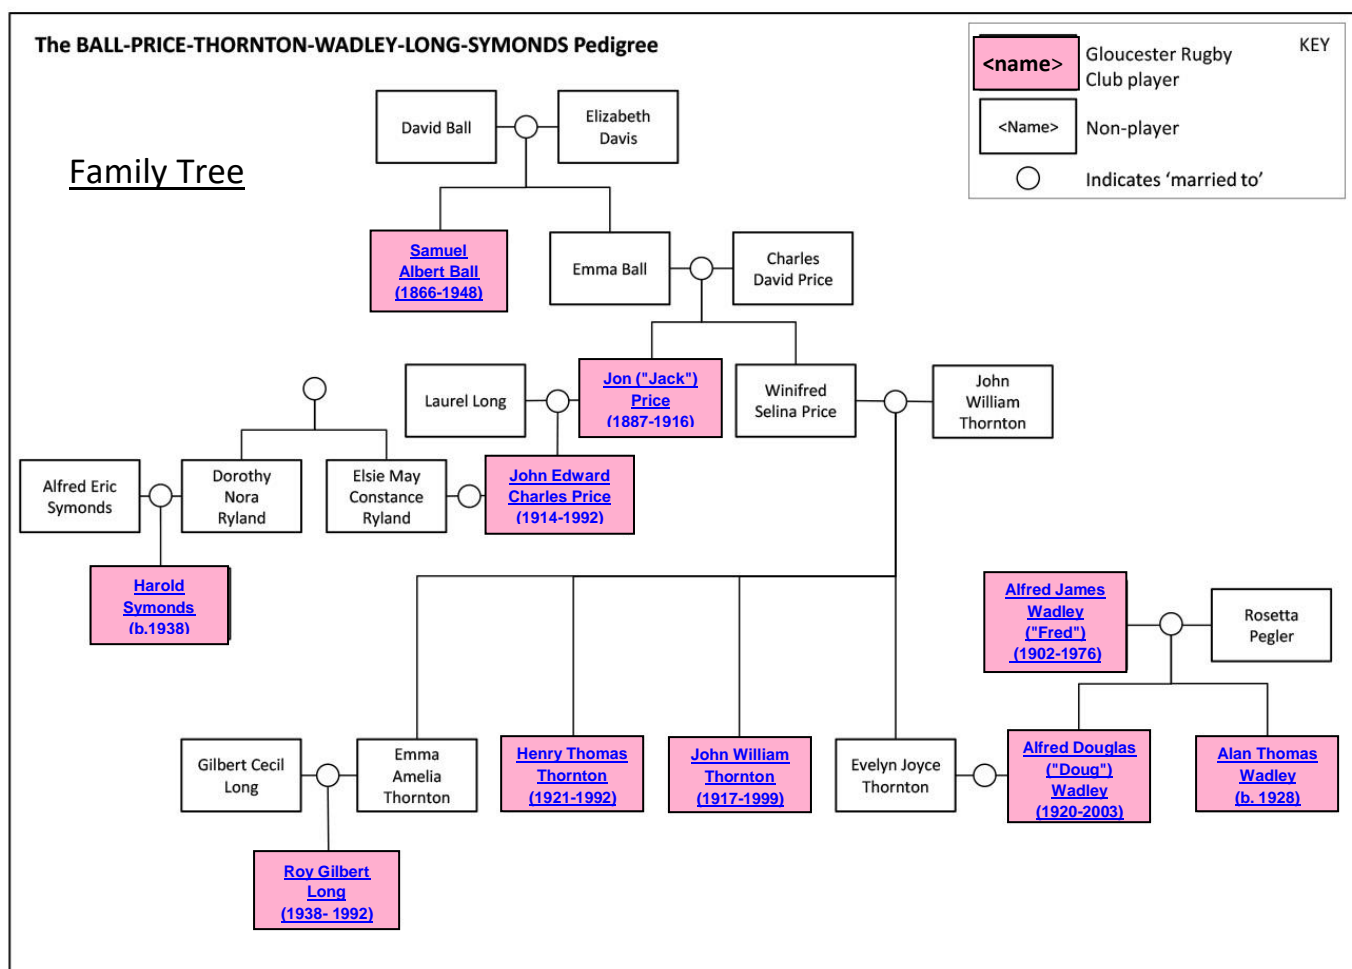 The BALL-PRICE-THORNTON-WADLEY-LONG-SYMONDS Pedigree
KEY
<name>
Gloucester Rugby
Club player
<Name>
Non-player
Indicates ‘married to’
Family Tree
David Ball
Elizabeth
Davis
Samuel
Albert Ball
(1866-1948)
Emma Ball
Charles
David Price
Laurel Long
Jon ("Jack")
Price
(1887-1916)
Winifred
Selina Price
John
William
Thornton
Alfred Eric
Symonds
Dorothy
Nora
Ryland
Elsie May
Constance
Ryland
John Edward
Charles Price
(1914-1992)
Harold
Symonds
(b.1938)
Alfred James
Wadley
("Fred")
(1902-1976)
Rosetta
Pegler
Gilbert Cecil
Long
Emma
Amelia
Thornton
Henry Thomas
Thornton
(1921-1992)
John William
Thornton
(1917-1999)
Evelyn Joyce
Thornton
Alfred Douglas
("Doug")
Wadley
(1920-2003)
Alan Thomas
Wadley
(b. 1928)
Roy Gilbert
Long
(1938- 1992)